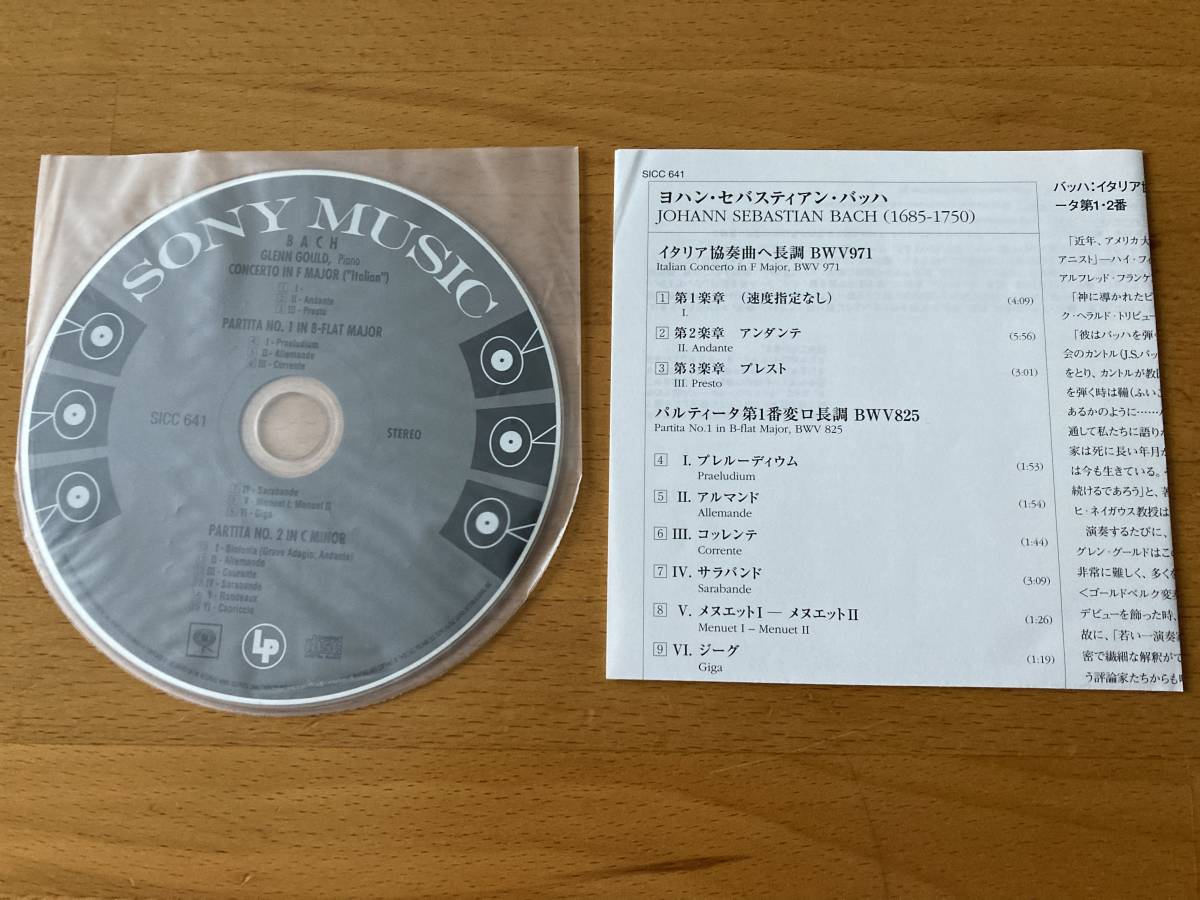 SONY MUSIC
BACH
GLENN GOULD, Piano
CONCERTO IN F MAJOR ("Italian")
1 I -
2 II - Andante
3 III - Presto
PARTITA NO. 1 IN B-FLAT MAJOR
4 I - Praeludium
5 II - Allemande
6 III - Corrente
SICC 641
STEREO
7 IV - Sarabande
8 V - Menuet I; Menuet II
9 VI - Giga
PARTITA NO. 2 IN C MINOR
I - Sinfonia (Grave Adagio; Andante)
II - Allemande
III - Courante
IV - Sarabande
V - Rondeaux
VI - Capriccio
LP
SICC 641
ヨハン・セバスティアン・バッハ
JOHANN SEBASTIAN BACH (1685-1750)
イタリア協奏曲ヘ長調 BWV971
Italian Concerto in F Major, BWV 971
1 第1楽章 （速度指定なし） (4:09)
I.
2 第2楽章 アンダンテ (5:56)
II. Andante
3 第3楽章 プレスト (3:01)
III. Presto
パルティータ第1番変ロ長調 BWV825
Partita No.1 in B-flat Major, BWV 825
4 I. プレルーディウム (1:53)
Praeludium
5 II. アルマンド (1:54)
Allemande
6 III. コッレンテ (1:44)
Corrente
7 IV. サラバンド (3:09)
Sarabande
8 V. メヌエットI ― メヌエットII (1:26)
Menuet I – Menuet II
9 VI. ジーグ (1:19)
Giga
バッハ：イタリア
ータ第1・2番
「近年、アメリカ大
アニスト」―ハイ・フィ
アルフレッド・フランケ
「神に導かれたピ
ク・ヘラルド・トリビュー
「彼はバッハを弾
会のカントル（J.S.バッ
をとり、カントルが教
を弾く時は鞴（ふいご
あるかのように……
通して私たちに語り
家は死に長い年月
は今も生きている。
続けるであろう」と、
ヒ・ネイガウス教授は
演奏するたびに、
グレン・グールドはこ
非常に難しく、多く
＜ゴールドベルク変
デビューを飾った時、
故に、「若い一演奏
密で繊細な解釈が
う評論家たちからも